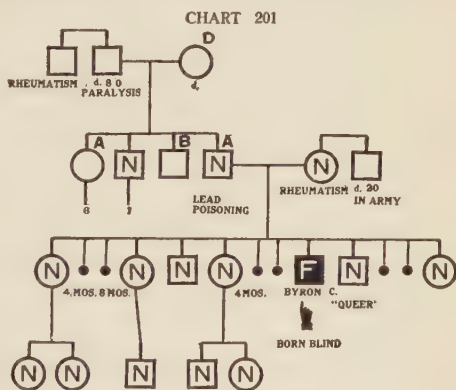 CHART 201
D
RHEUMATISM . d. 80 d.
PARALYSIS
A B A
N N N
6 1 LEAD RHEUMATISM d. 20
POISONING IN ARMY
N N N N F N N
4 MOS. 8 MOS. 4 MOS. BYRON C.
"QUEER"
BORN BLIND
N N N N N